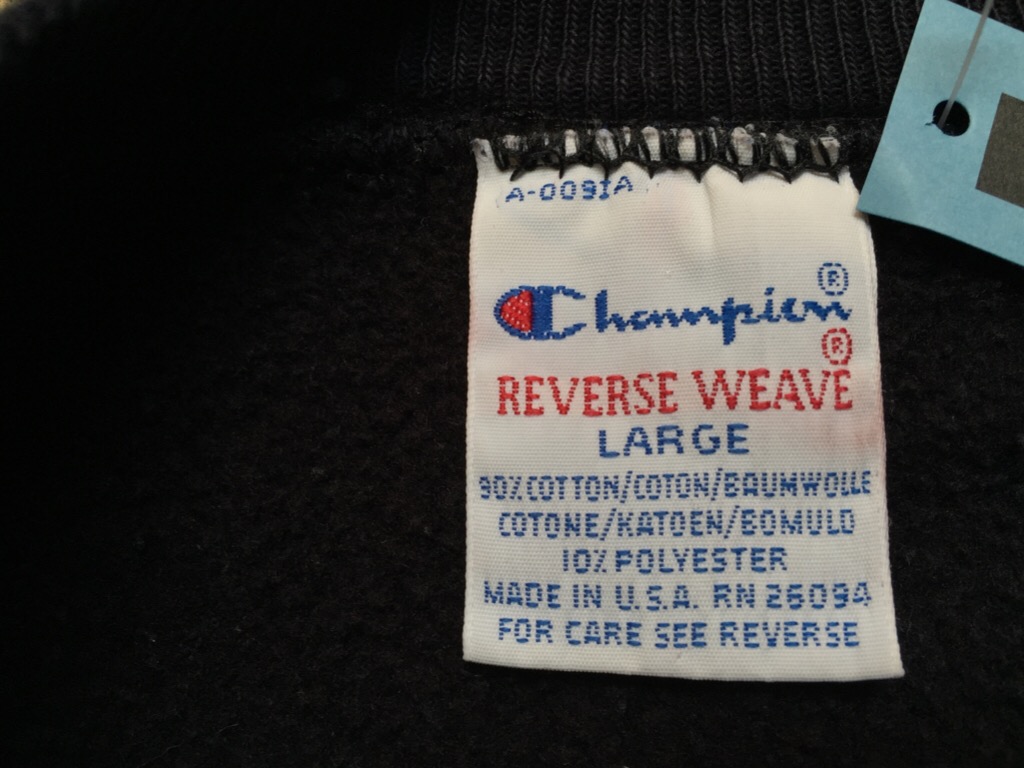 A-009IA
Champion®
REVERSE WEAVE®
LARGE
90% COTTON/COTON/BAUMWOLLE
COTONE/KATOEN/BOMULD
10% POLYESTER
MADE IN U.S.A. RN 26094
FOR CARE SEE REVERSE